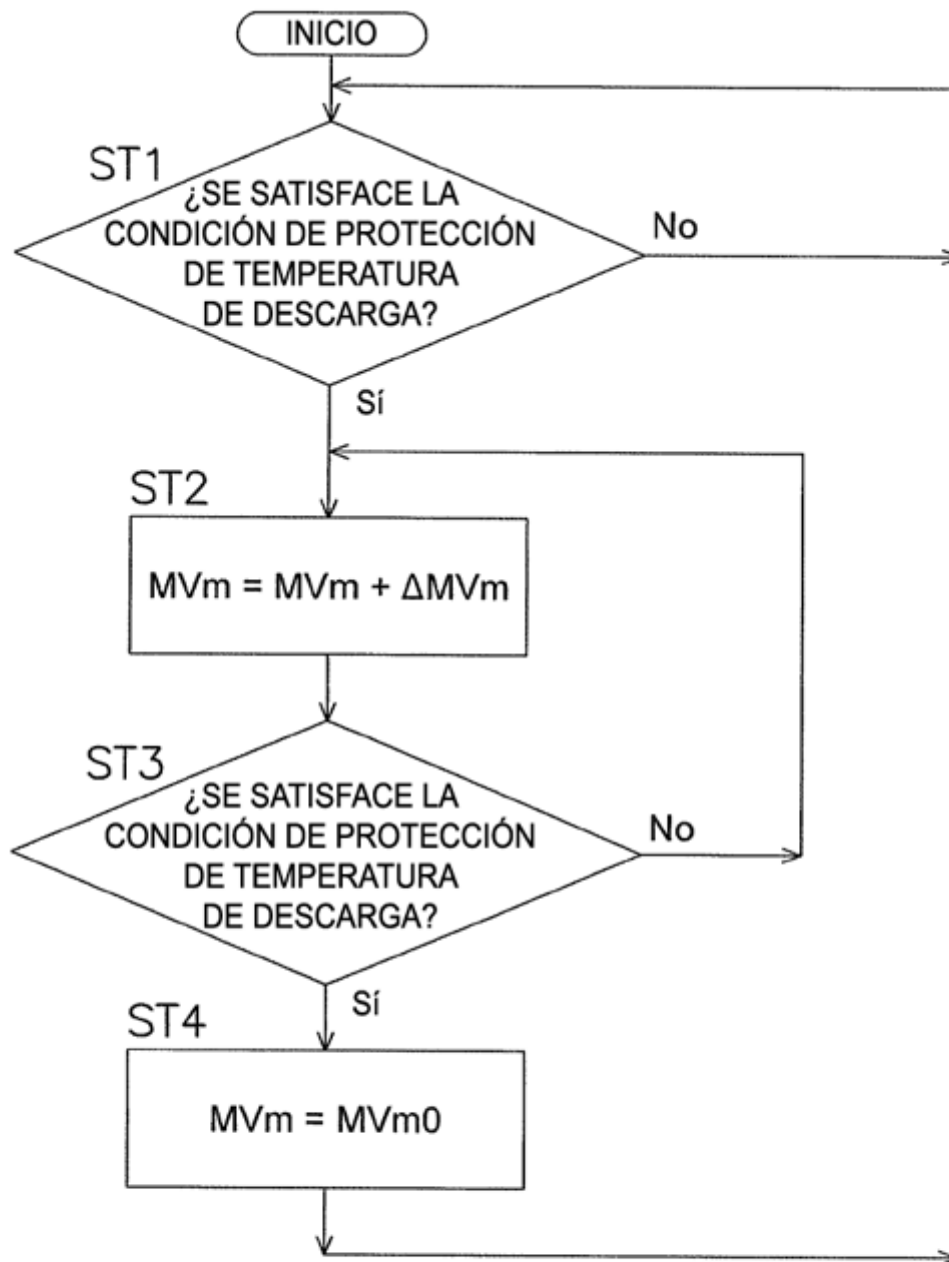 INICIO
ST1
¿SE SATISFACE LA
CONDICIÓN DE PROTECCIÓN
DE TEMPERATURA
DE DESCARGA?
No
Sí
ST2
MVm = MVm + ΔMVm
ST3
¿SE SATISFACE LA
CONDICIÓN DE PROTECCIÓN
DE TEMPERATURA
DE DESCARGA?
No
Sí
ST4
MVm = MVm0